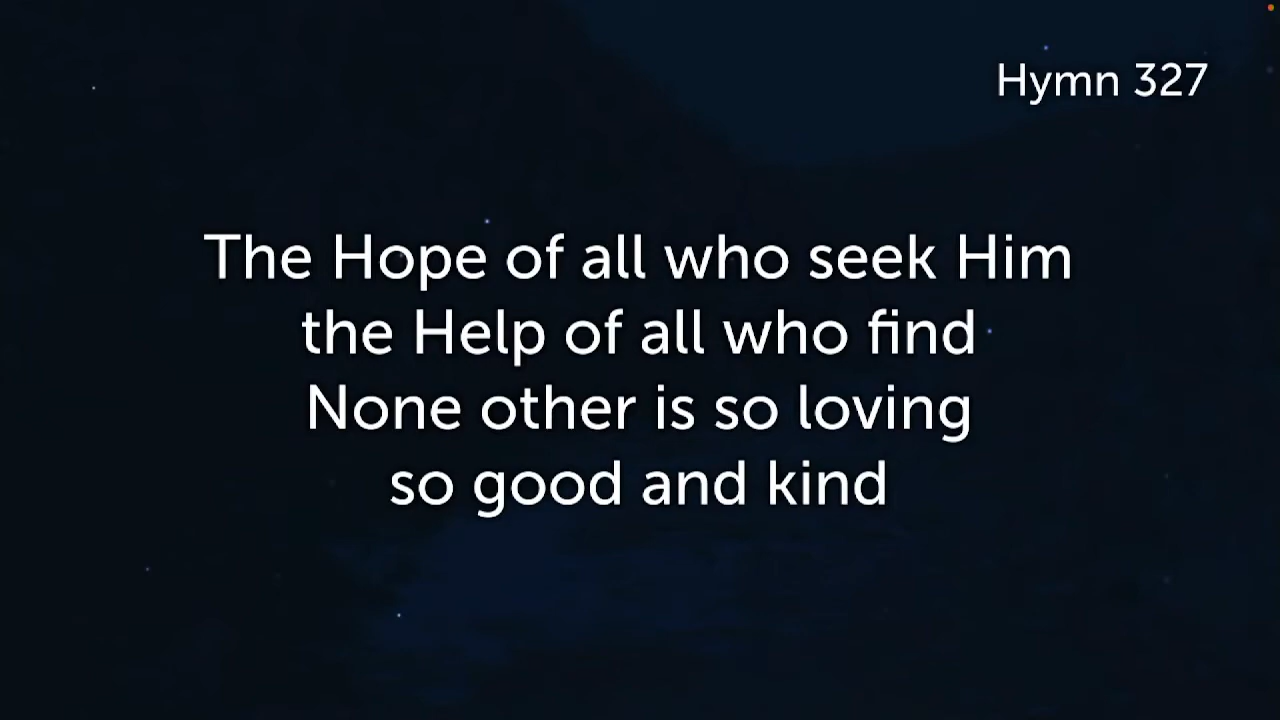 Hymn 327
The Hope of all who seek Him
the Help of all who find
None other is so loving
so good and kind